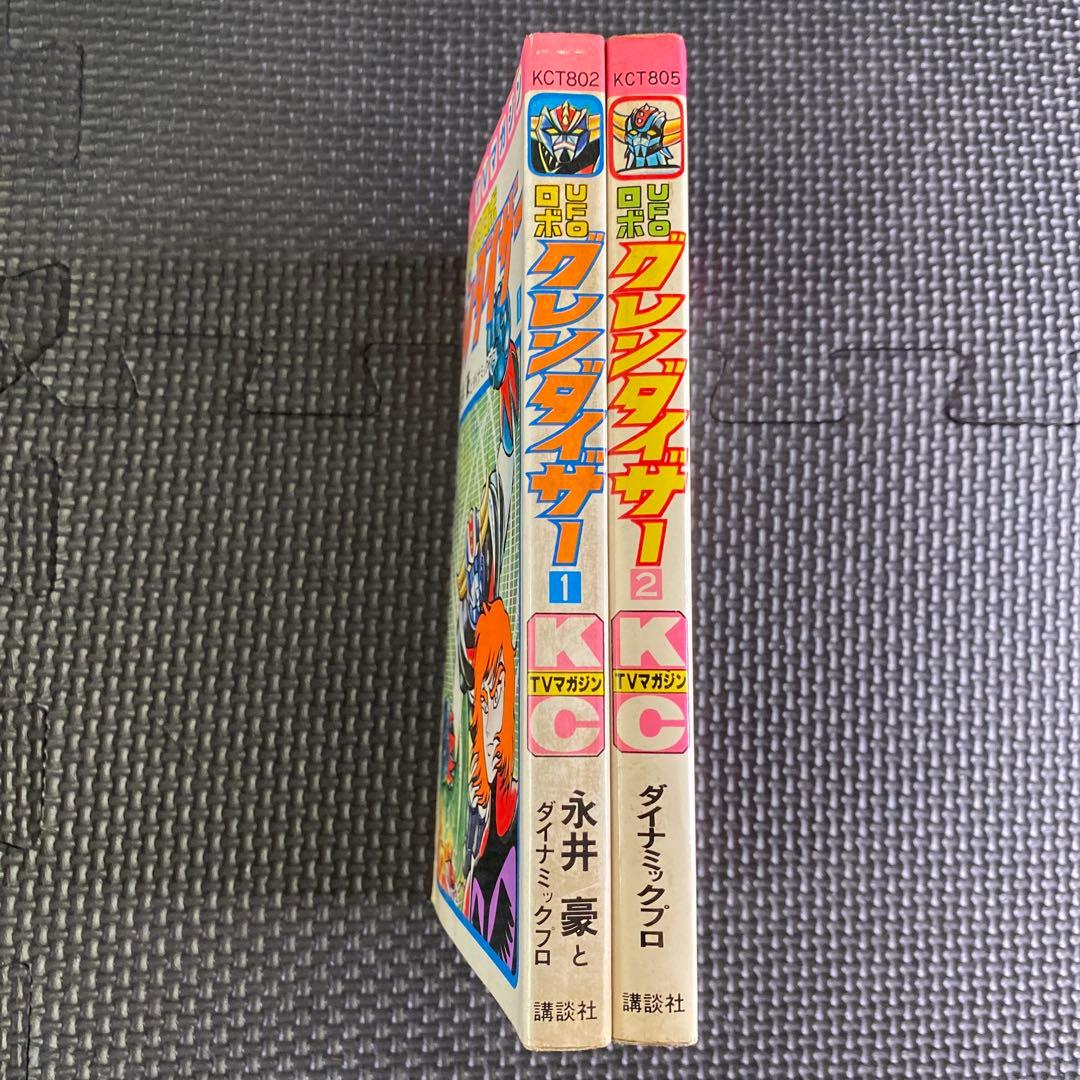 KCT802
UFO
ロボ
グレンダイザー
1
K
TVマガジン
C
永井豪と
ダイナミックプロ
講談社
KCT805
UFO
ロボ
グレンダイザー
2
K
TVマガジン
C
ダイナミックプロ
講談社